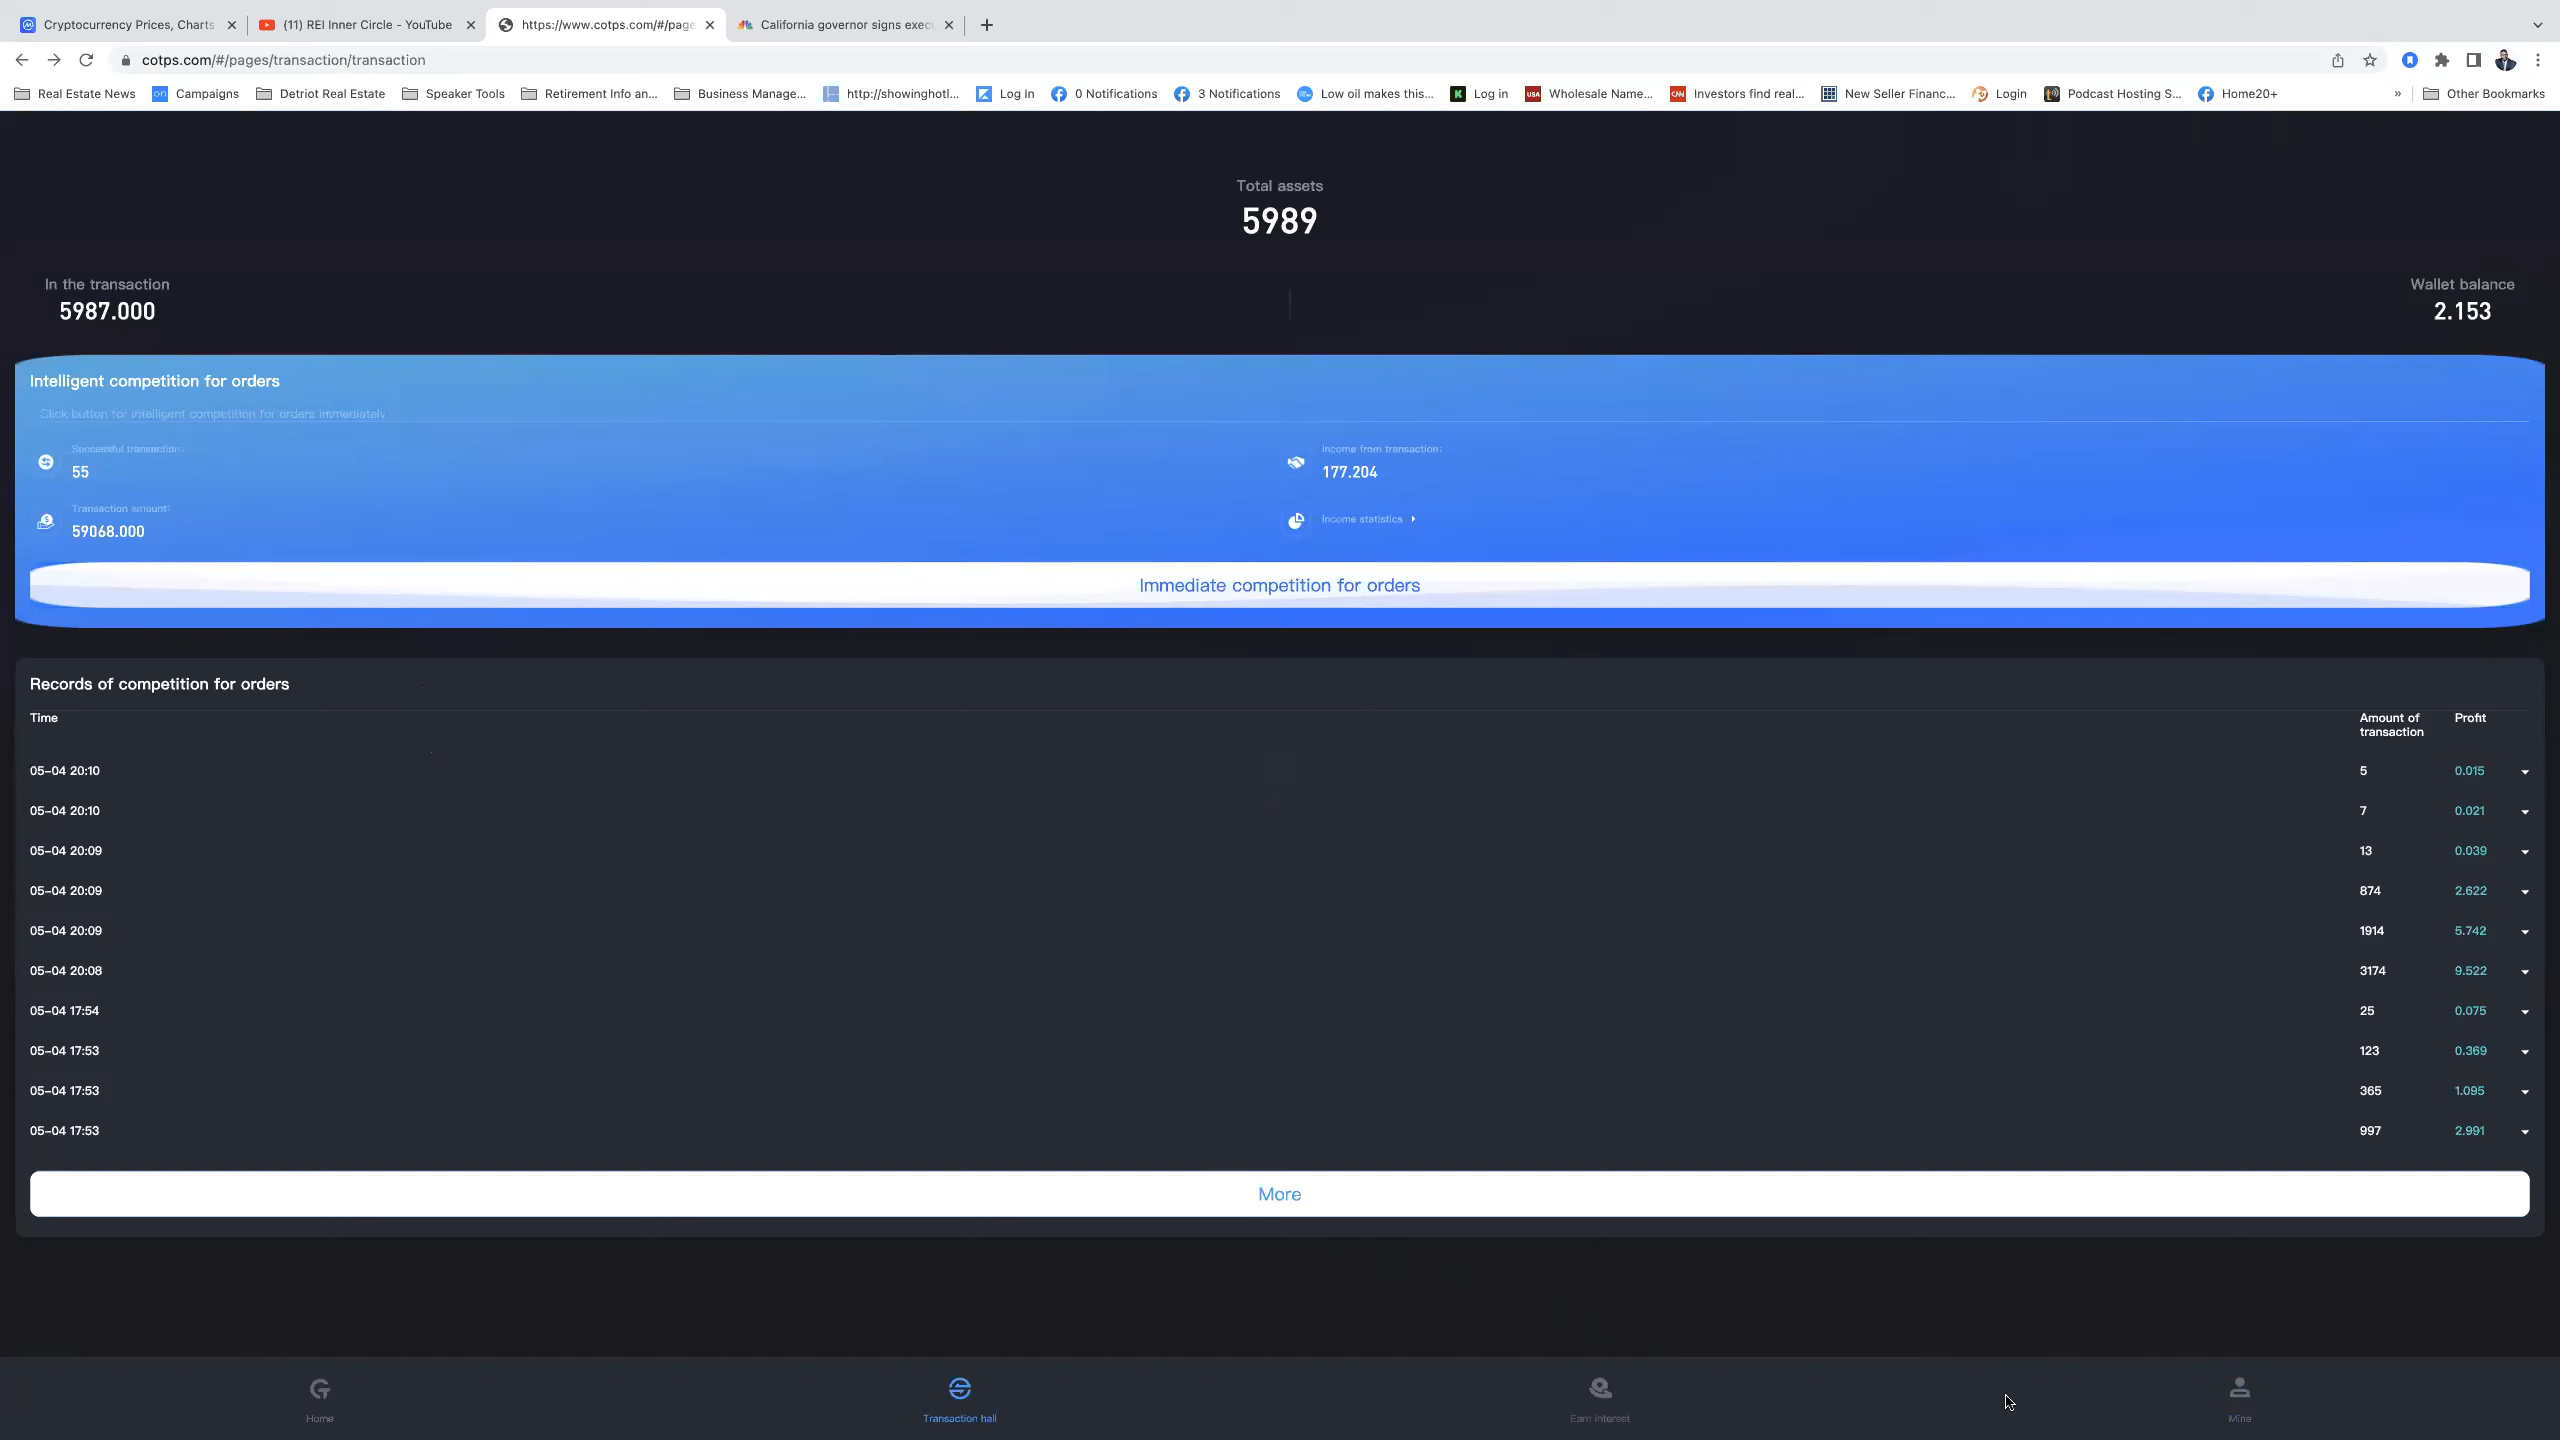 Cryptocurrency Prices, Charts
(11) REI Inner Circle - YouTube
https://www.cotps.com/#/page
California governor signs exec
cotps.com/#/pages/transaction/transaction
Real Estate News
on Campaigns
Detriot Real Estate
Speaker Tools
Retirement Info an...
Business Manage...
http://showinghotl...
Log In
0 Notifications
3 Notifications
Low oil makes this...
K Log in
USA Wholesale Name...
CNN Investors find real...
New Seller Financ...
Login
Podcast Hosting S...
Home20+
»
Other Bookmarks
Total assets
5989
In the transaction
5987.000
Wallet balance
2.153
Intelligent competition for orders
Click button for intelligent competition for orders immediately
Successful transaction:
55
Income from transaction:
177.204
Transaction amount:
59068.000
Income statistics
Immediate competition for orders
Records of competition for orders
Time Amount of transaction Profit
05-04 20:10 5 0.015
05-04 20:10 7 0.021
05-04 20:09 13 0.039
05-04 20:09 874 2.622
05-04 20:09 1914 5.742
05-04 20:08 3174 9.522
05-04 17:54 25 0.075
05-04 17:53 123 0.369
05-04 17:53 365 1.095
05-04 17:53 997 2.991
More
Home
Transaction hall
Earn interest
Mine